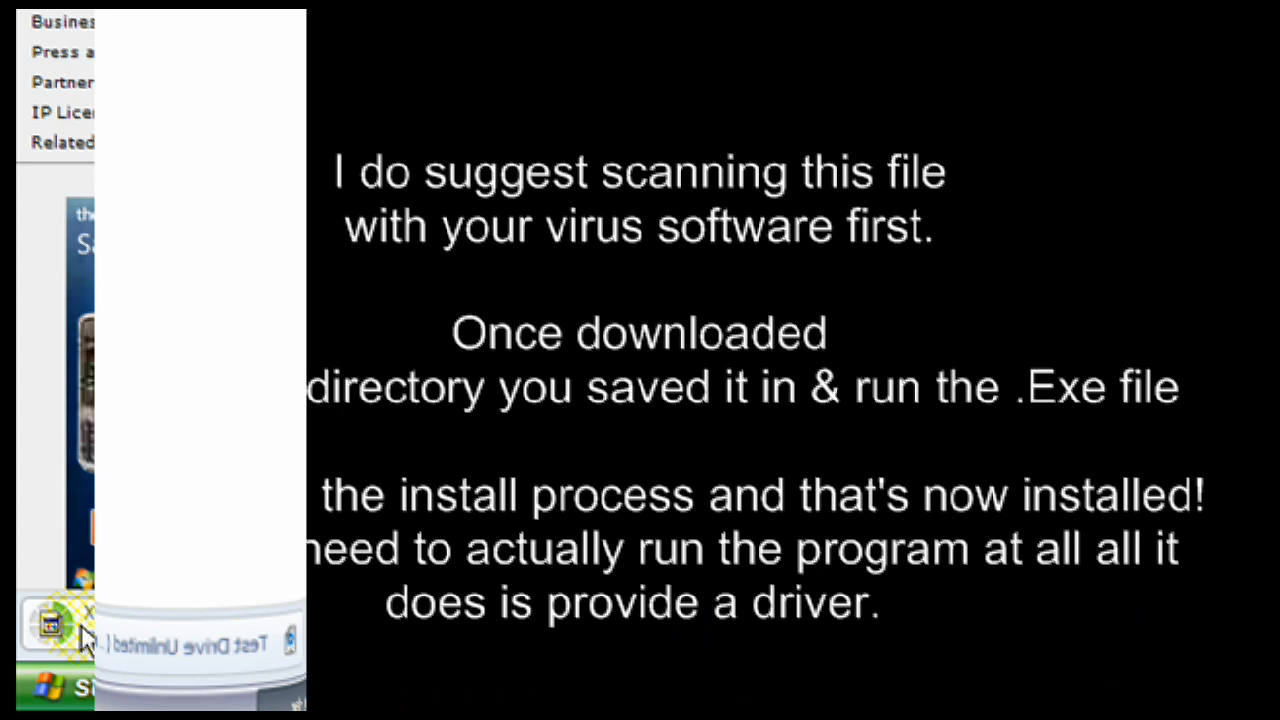 Busines
Press a
Partner
IP Lice
Related
I do suggest scanning this file
with your virus software first.
Once downloaded
directory you saved it in & run the .Exe file
the install process and that's now installed!
need to actually run the program at all all it
does is provide a driver.
Test Drive Unlimited (